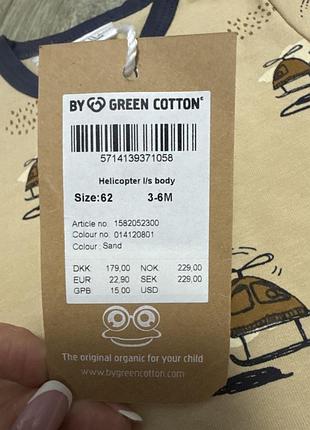 BY GREEN COTTON
5714139371058
Helicopter l/s body
Size:62 3-6M
Article no: 1582052300
Colour no: 014120801
Colour : Sand
DKK: 179,00 NOK: 229,00
EUR: 22,90 SEK: 229,00
GPB: 15.00 USD
The original organic for your child
www.bygreencotton.com